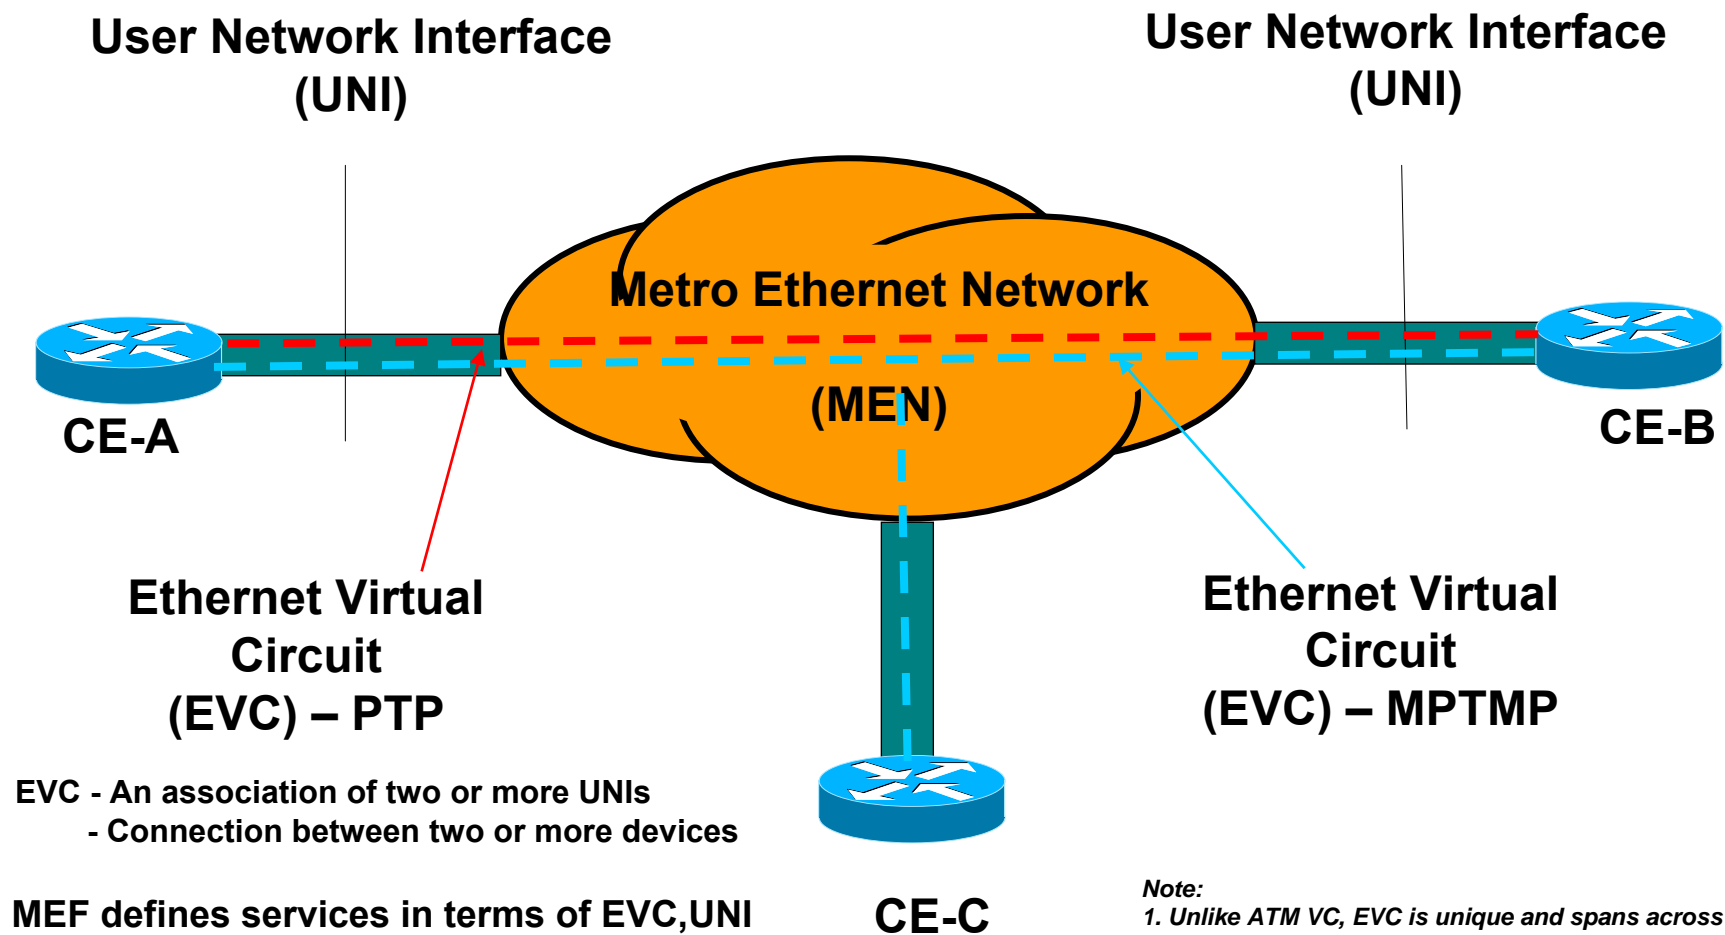 User Network Interface
(UNI)
User Network Interface
(UNI)
Metro Ethernet Network
(MEN)
CE-A
CE-B
Ethernet Virtual
Circuit
(EVC) – PTP
Ethernet Virtual
Circuit
(EVC) – MPTMP
EVC - An association of two or more UNIs
- Connection between two or more devices
MEF defines services in terms of EVC,UNI
CE-C
Note:
1. Unlike ATM VC, EVC is unique and spans across